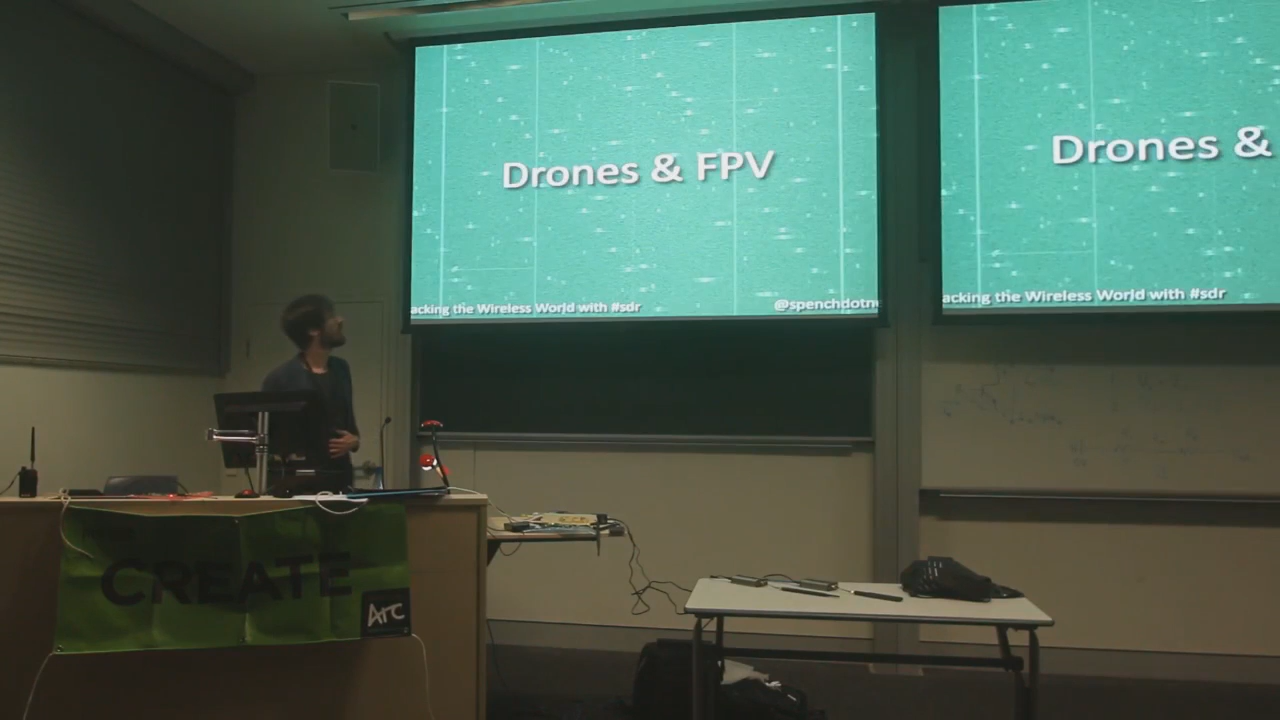 Drones & FPV
acking the Wireless World with #sdr
@spenchdotn
Drones &
acking the Wireless World with #sdr
CREATE
Arc